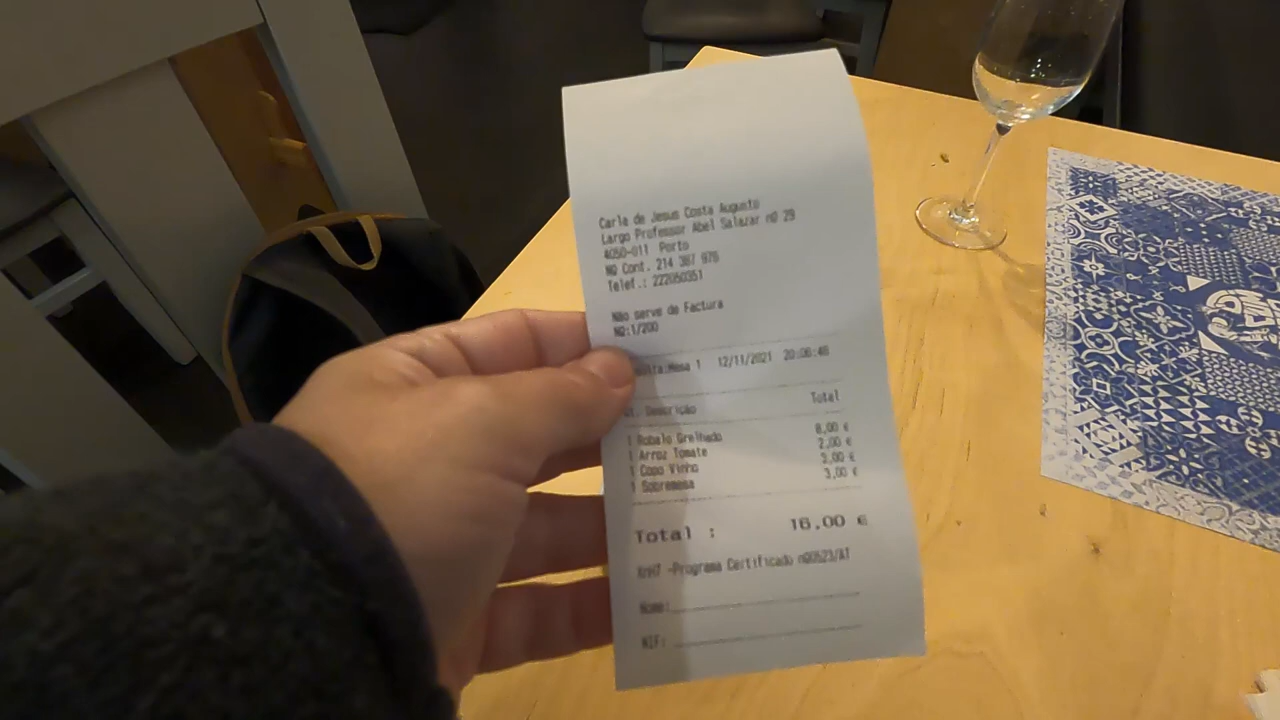 Carla de Jesus Costa Augusto
Largo Professor Abel Salazar nº 29
4050-011 Porto
Nº Cont. 214 387 976
Telef.: 222050351
Não serve de Factura
Nº:1/200
Mesa 1 12/11/2021 20:06:46
Descrição Total
1 Robalo Grelhado 8,00 €
1 Arroz Tomate 2,00 €
1 Copo Vinho 3,00 €
1 Sobremesa 3,00 €
Total : 16,00 €
-Programa Certificado nº0523/AT
Nome:
NIF: